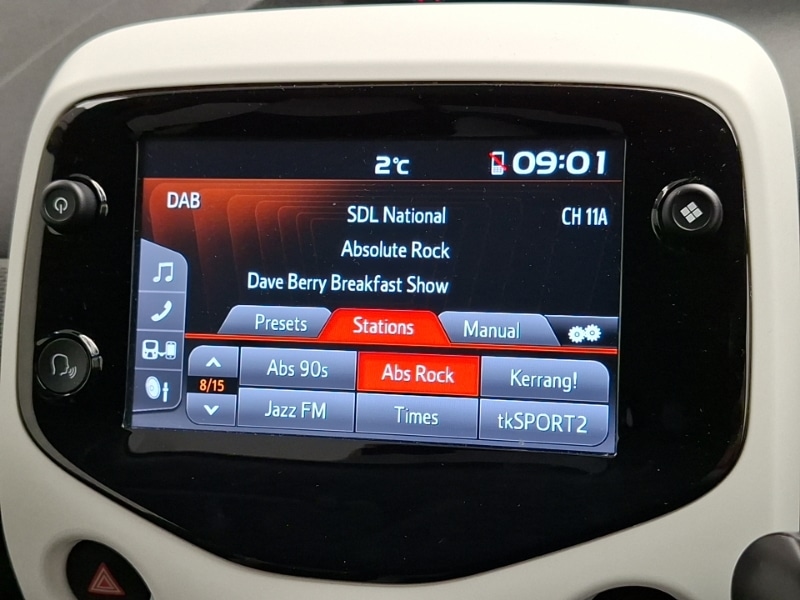 2°C 09:01
DAB SDL National CH 11A
Absolute Rock
Dave Berry Breakfast Show
Presets Stations Manual
Abs 90s Abs Rock Kerrang!
8/15
Jazz FM Times tkSPORT2